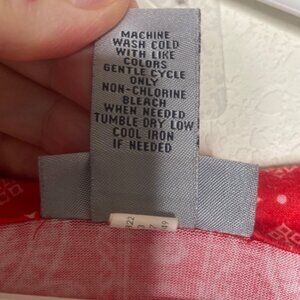 MACHINE
WASH COLD
WITH LIKE
COLORS
GENTLE CYCLE
ONLY
NON-CHLORINE
BLEACH
WHEN NEEDED
TUMBLE DRY LOW
COOL IRON
IF NEEDED